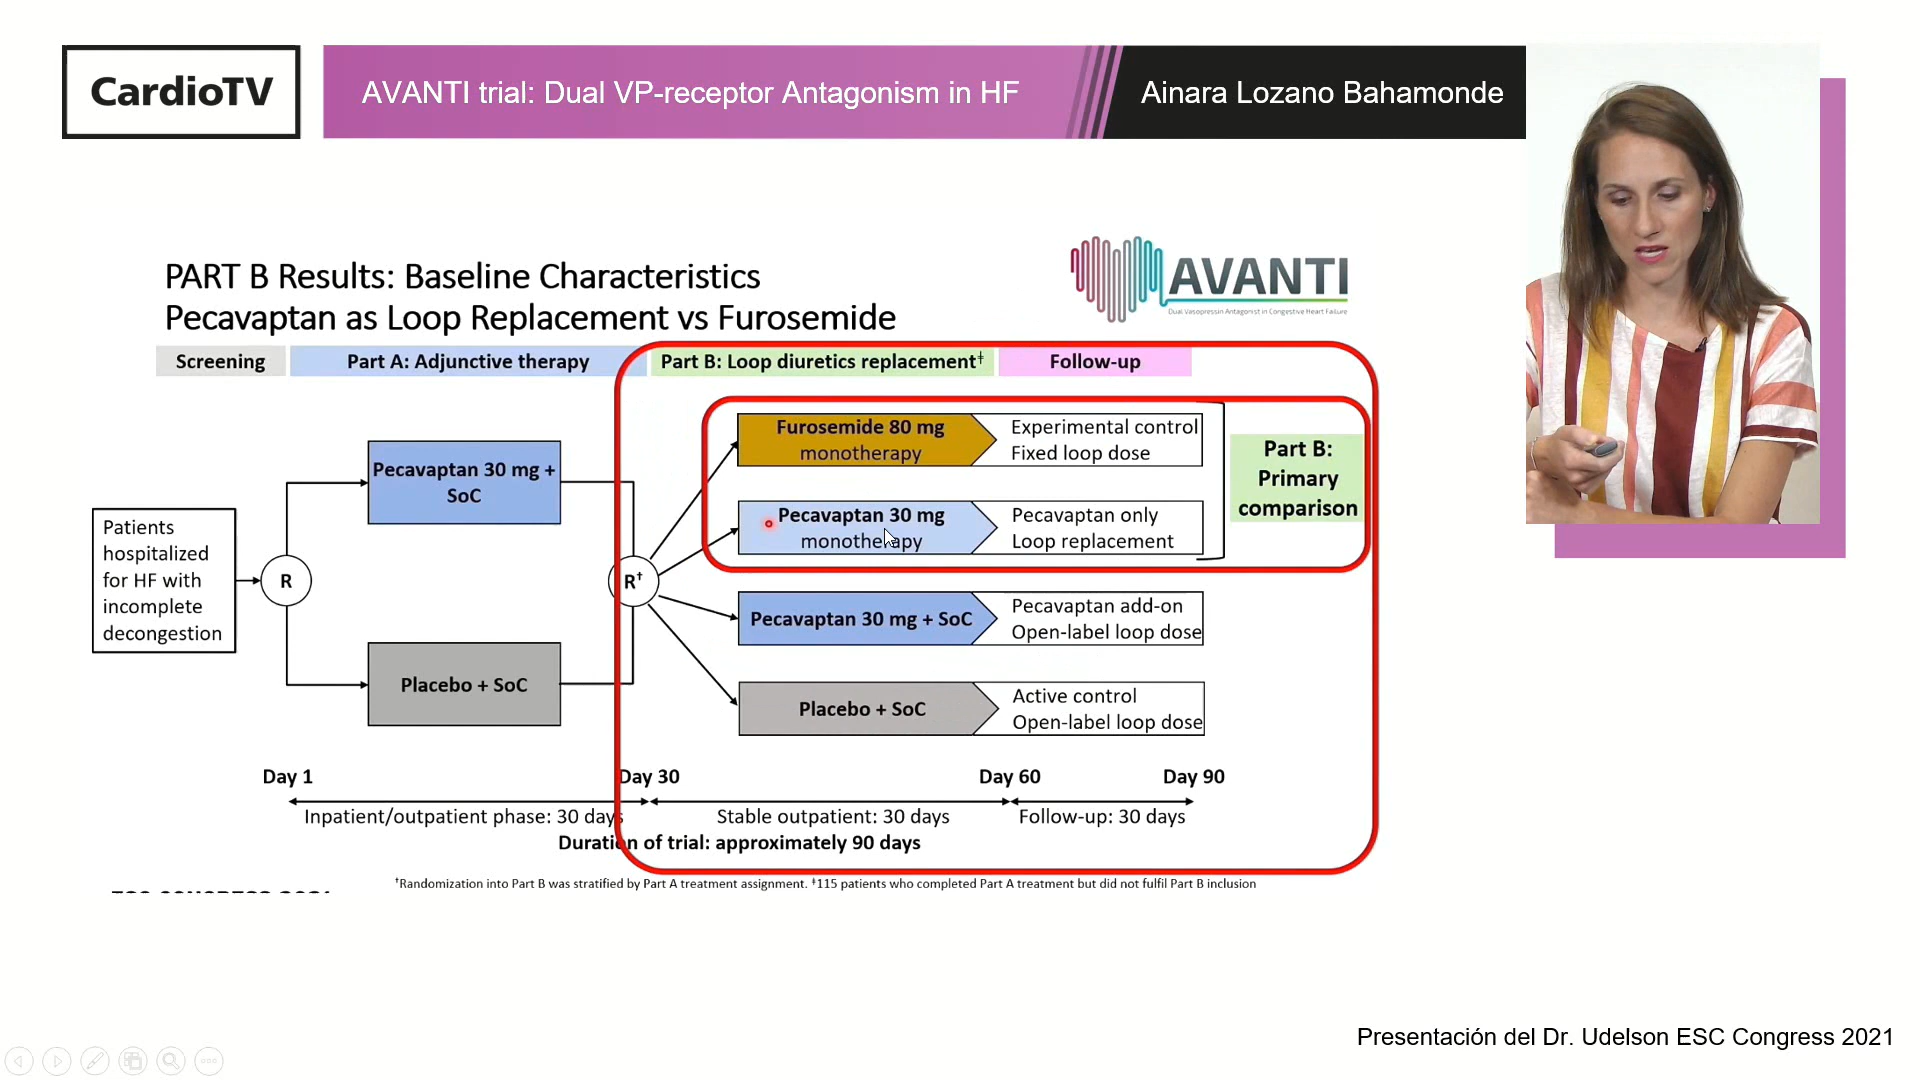 CardioTV
AVANTI trial: Dual VP-receptor Antagonism in HF
Ainara Lozano Bahamonde
PART B Results: Baseline Characteristics
Pecavaptan as Loop Replacement vs Furosemide
AVANTI
Dual Vasopressin Antagonist in Congestive Heart Failure
Screening
Part A: Adjunctive therapy
Part B: Loop diuretics replacement‡
Follow-up
Patients
hospitalized
for HF with
incomplete
decongestion
R
Pecavaptan 30 mg +
SoC
Placebo + SoC
R†
Furosemide 80 mg
monotherapy
Experimental control
Fixed loop dose
Pecavaptan 30 mg
monotherapy
Pecavaptan only
Loop replacement
Pecavaptan 30 mg + SoC
Pecavaptan add-on
Open-label loop dose
Placebo + SoC
Active control
Open-label loop dose
Part B:
Primary
comparison
Day 1
Day 30
Day 60
Day 90
Inpatient/outpatient phase: 30 days
Stable outpatient: 30 days
Follow-up: 30 days
Duration of trial: approximately 90 days
†Randomization into Part B was stratified by Part A treatment assignment. ‡115 patients who completed Part A treatment but did not fulfil Part B inclusion
Presentación del Dr. Udelson ESC Congress 2021